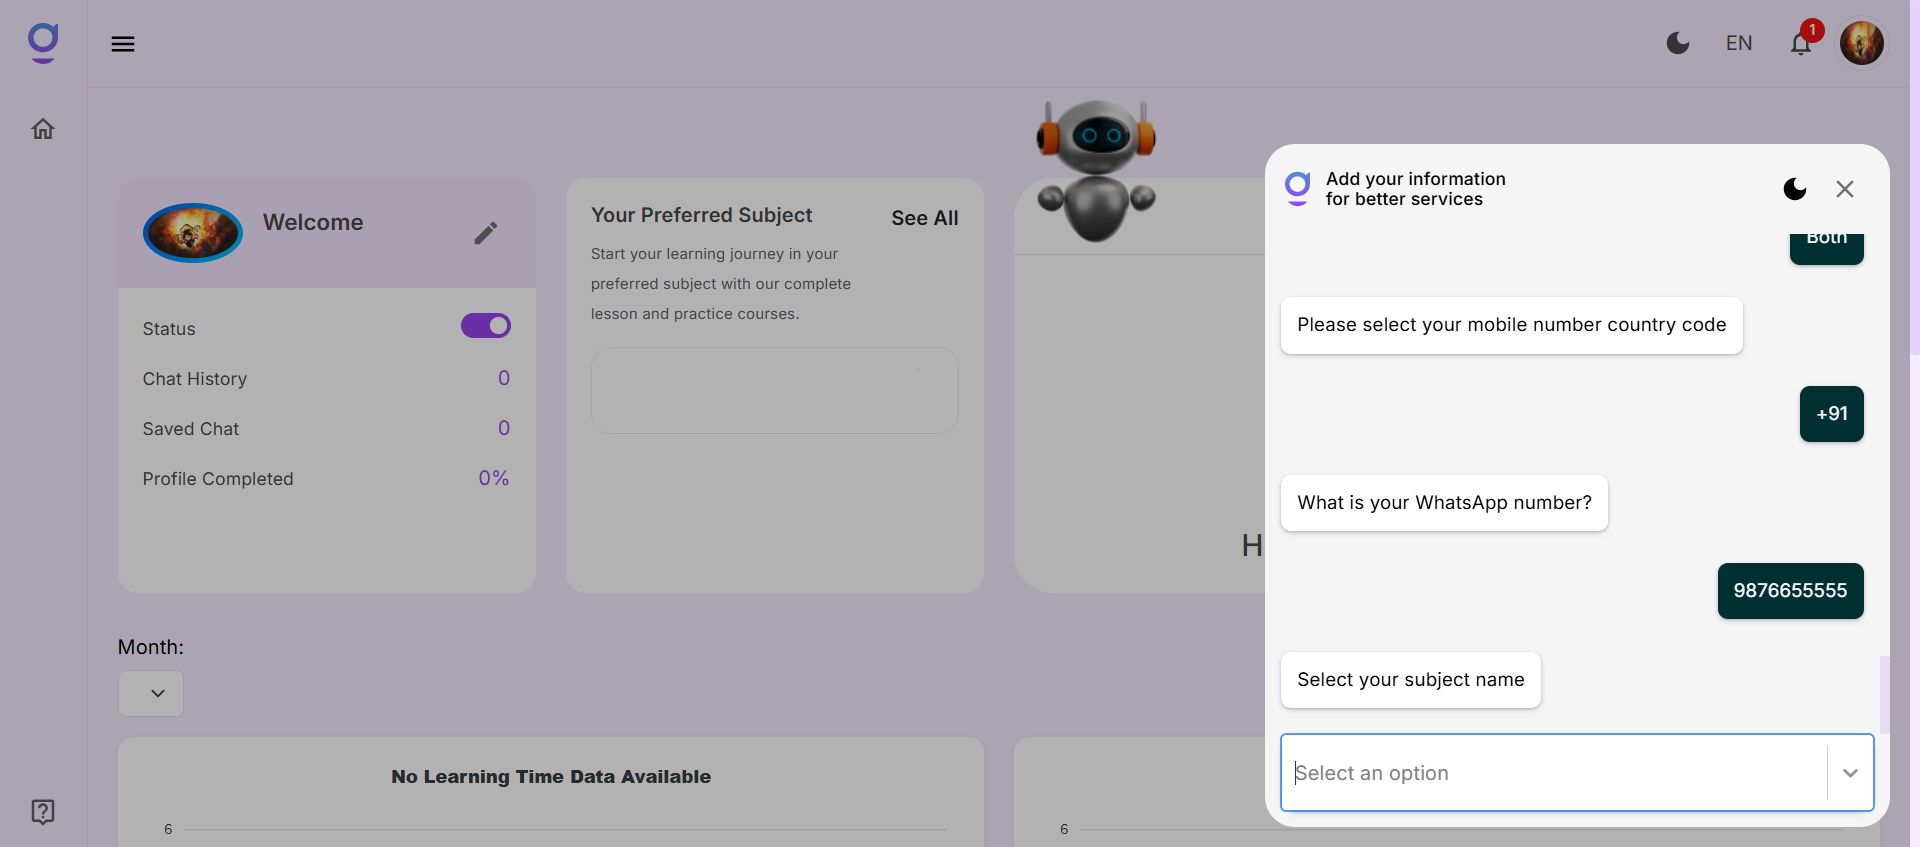 EN
1
Welcome
Status
Chat History 0
Saved Chat 0
Profile Completed 0%
Your Preferred Subject See All
Start your learning journey in your
preferred subject with our complete
lesson and practice courses.
H
Month:
No Learning Time Data Available
6
6
Add your information
for better services
Both
Please select your mobile number country code
+91
What is your WhatsApp number?
9876655555
Select your subject name
Select an option